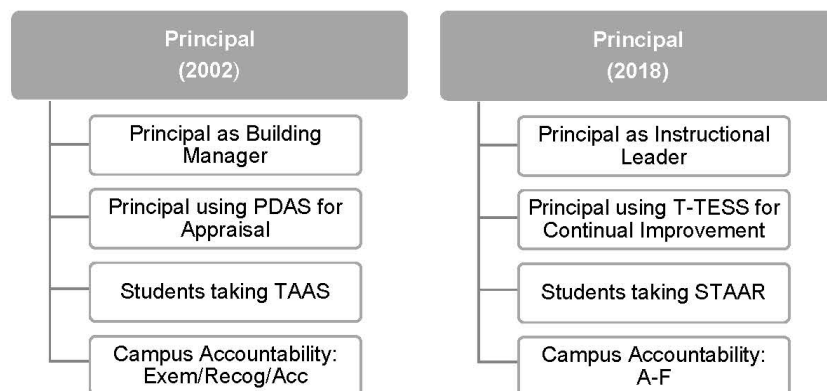 Principal
(2002)
Principal as Building
Manager
Principal using PDAS for
Appraisal
Students taking TAAS
Campus Accountability:
Exem/Recog/Acc
Principal
(2018)
Principal as Instructional
Leader
Principal using T-TESS for
Continual Improvement
Students taking STAAR
Campus Accountability:
A-F